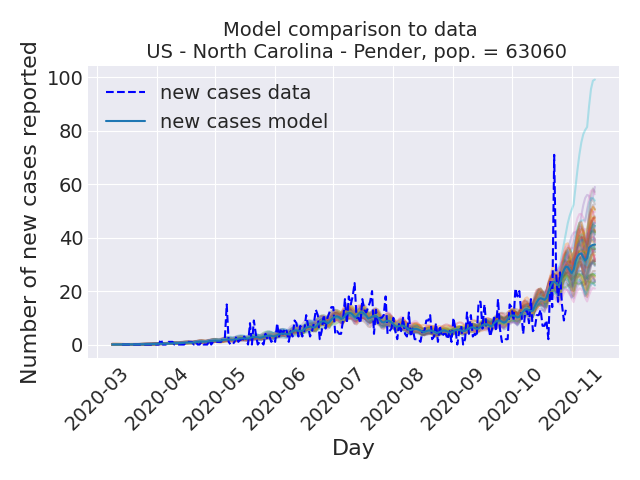 Model comparison to data
US - North Carolina - Pender, pop. = 63060
Number of new cases reported
100
80
60
40
20
0
new cases data
new cases model
2020-03
2020-04
2020-05
2020-06
2020-07
2020-08
2020-09
2020-10
2020-11
Day